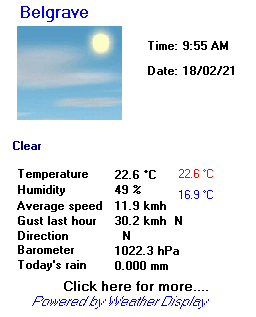 Belgrave
Time: 9:55 AM
Date: 18/02/21
Clear
Temperature 22.6 °C 22.6 °C
Humidity 49 % 16.9 °C
Average speed 11.9 kmh
Gust last hour 30.2 kmh N
Direction N
Barometer 1022.3 hPa
Today's rain 0.000 mm
Click here for more....
Powered by Weather Display